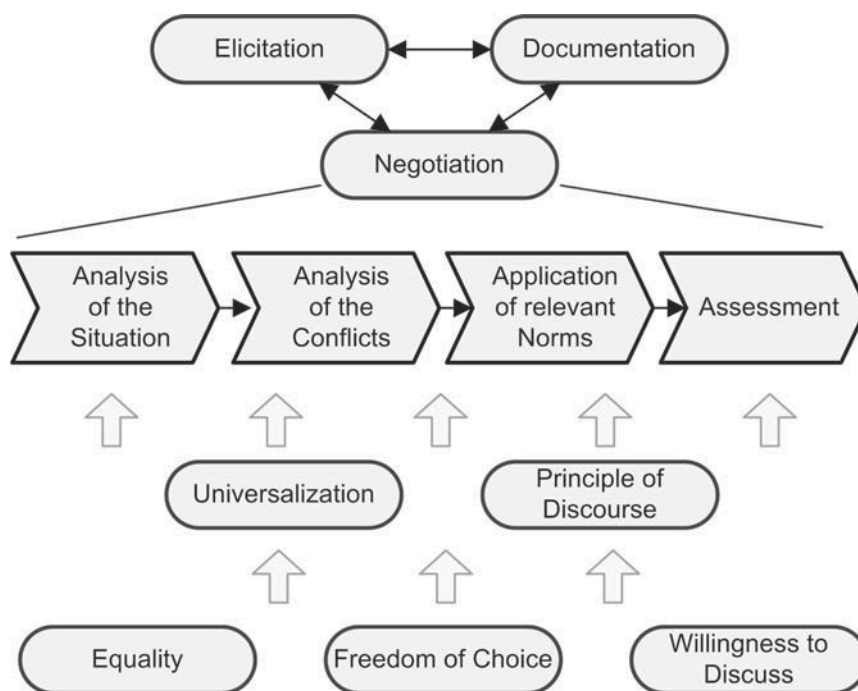 Elicitation
Documentation
Negotiation
Analysis
of the
Situation
Analysis
of the
Conflicts
Application
of relevant
Norms
Assessment
Universalization
Principle of
Discourse
Equality
Freedom of Choice
Willingness to
Discuss